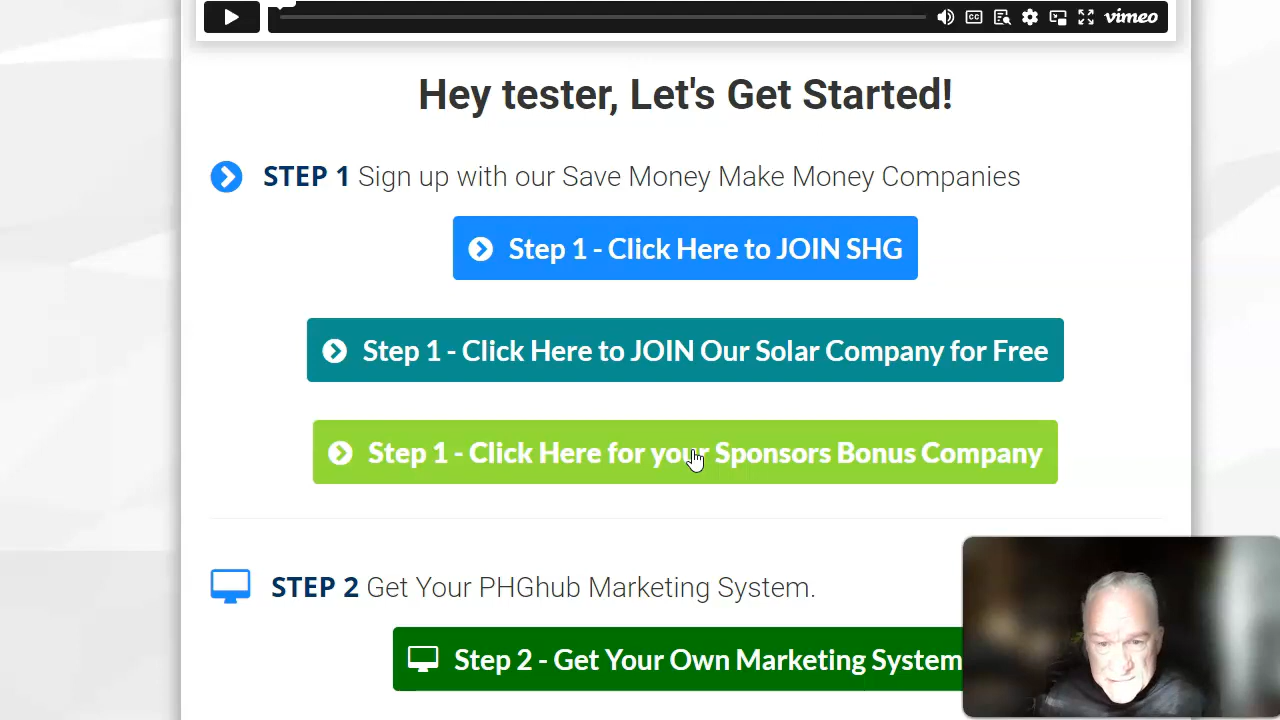 vimeo
Hey tester, Let's Get Started!
STEP 1 Sign up with our Save Money Make Money Companies
Step 1 - Click Here to JOIN SHG
Step 1 - Click Here to JOIN Our Solar Company for Free
Step 1 - Click Here for your Sponsors Bonus Company
STEP 2 Get Your PHGhub Marketing System.
Step 2 - Get Your Own Marketing System